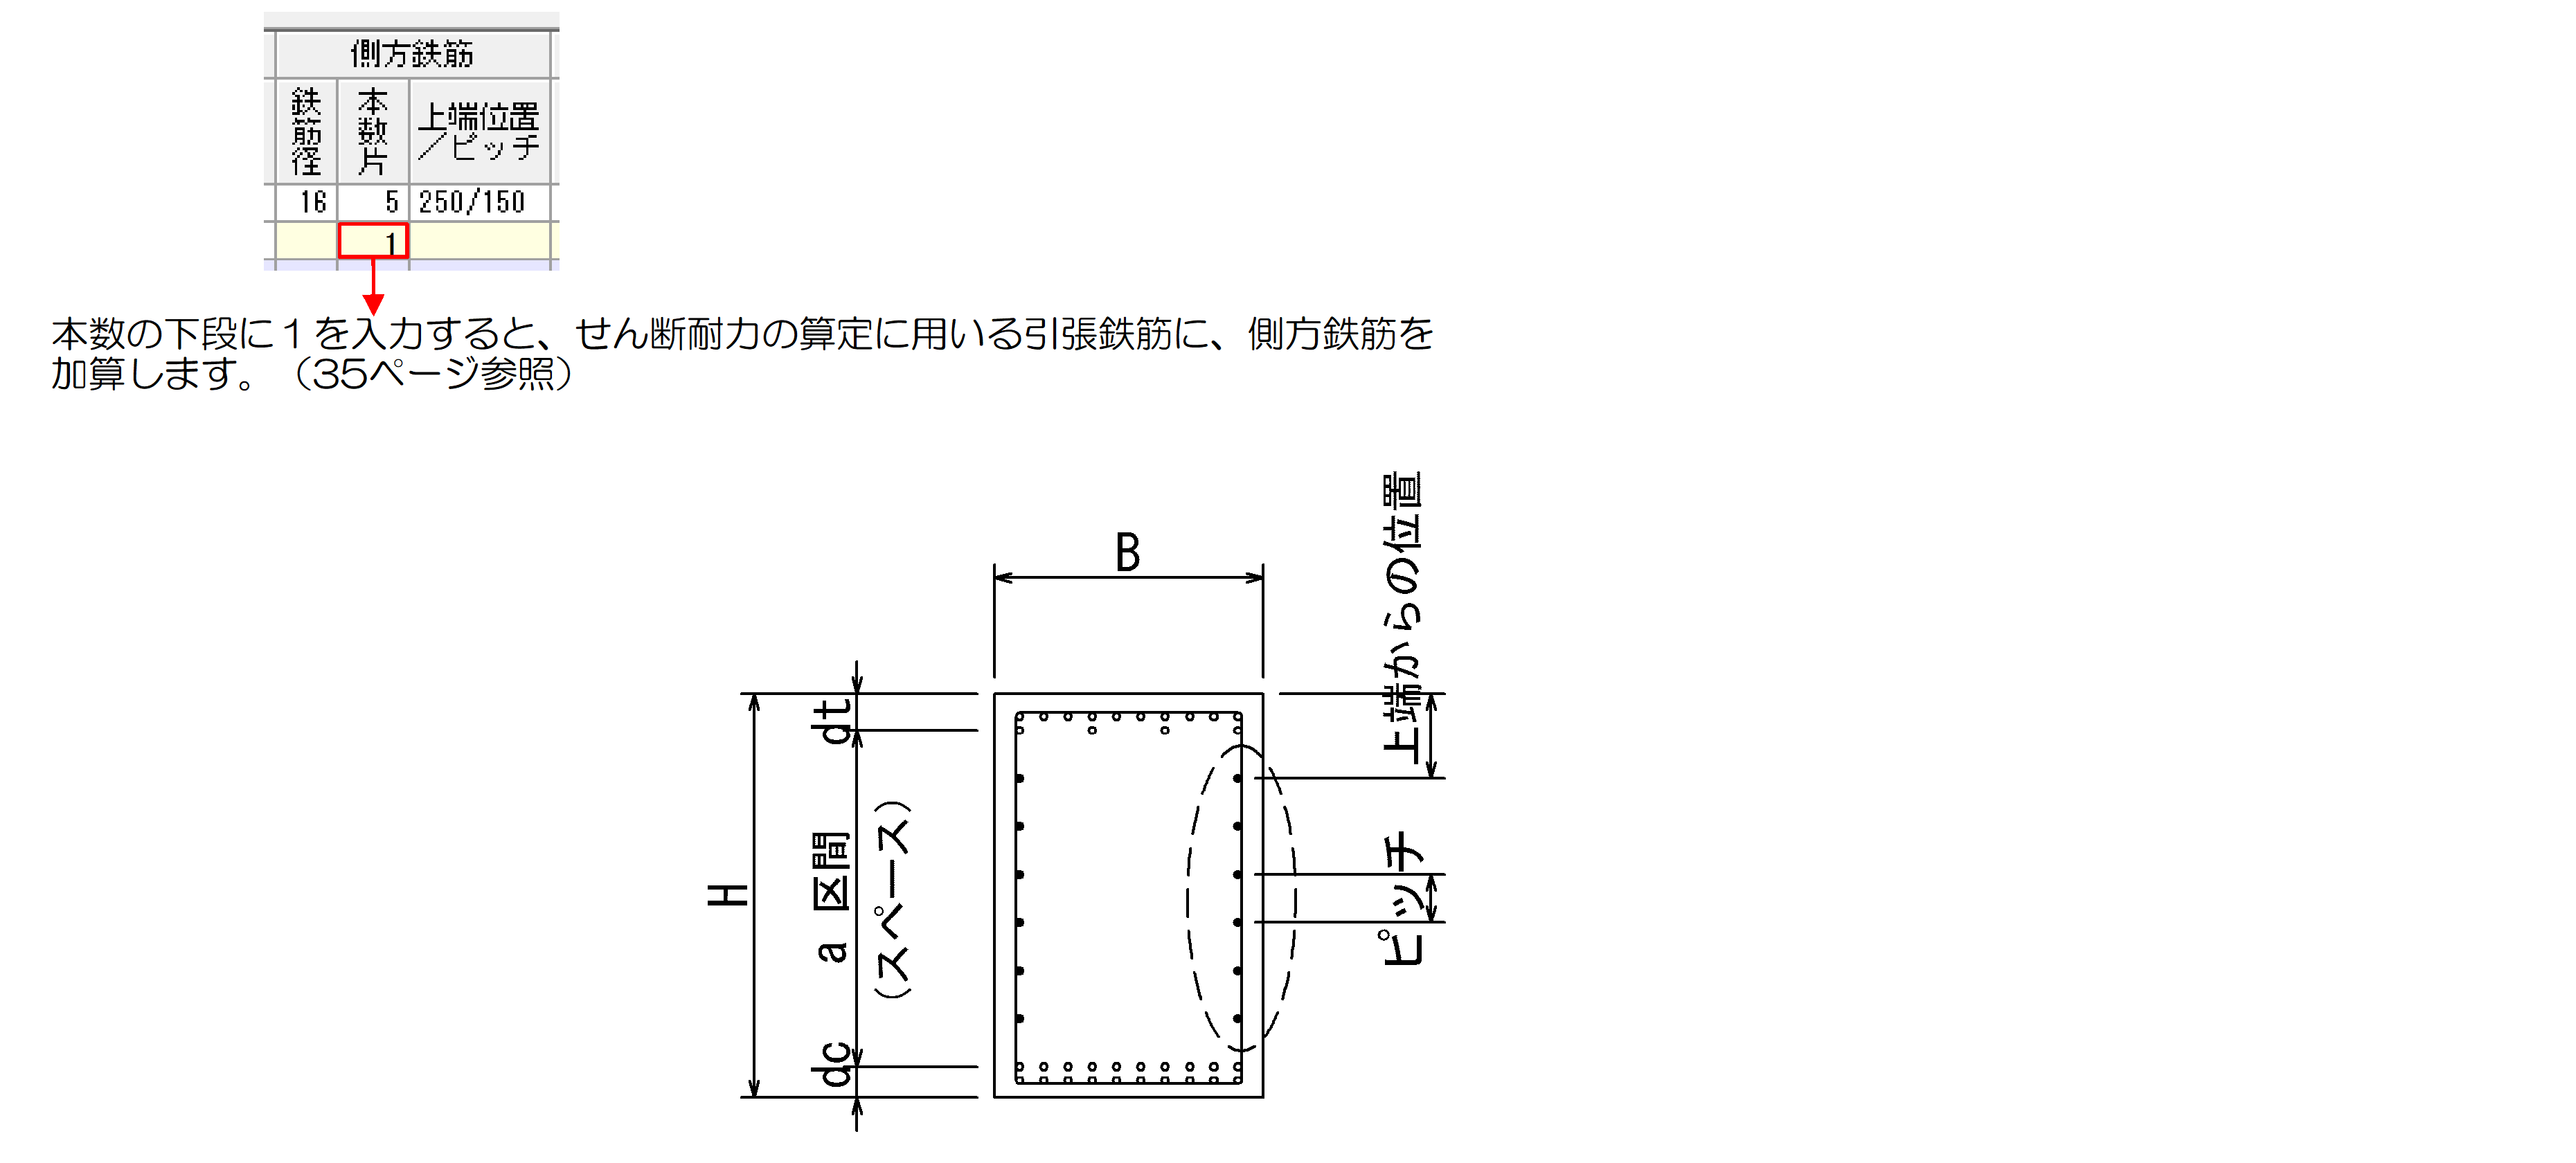 側方鉄筋
鉄筋径
本数片
上端位置
／ピッチ
16
5
250/150
1
本数の下段に１を入力すると、せん断耐力の算定に用いる引張鉄筋に、側方鉄筋を
加算します。（35ページ参照）
B
上端からの位置
dt
H
a 区間
(スペース)
ピッチ
dc